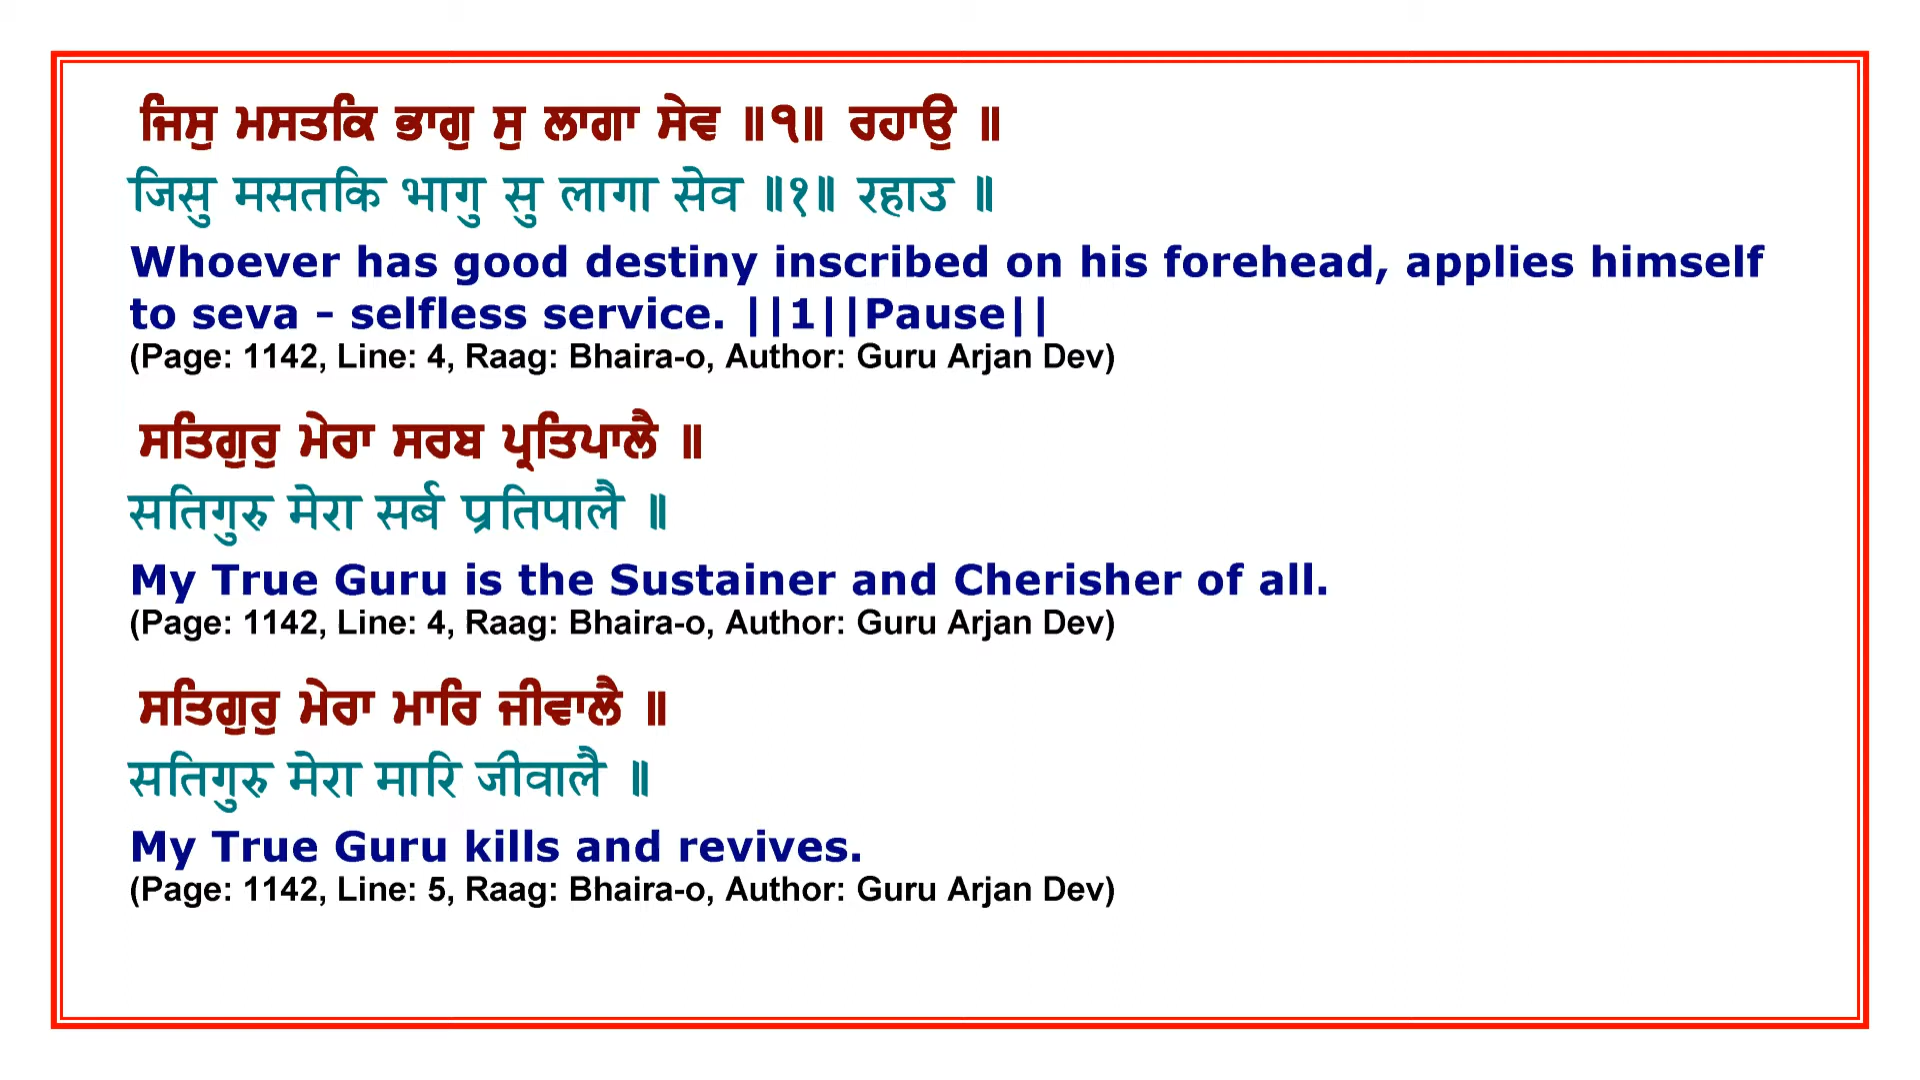 ਜਿਸੁ ਮਸਤਕਿ ਭਾਗੁ ਸੁ ਲਾਗਾ ਸੇਵ ॥੧॥ ਰਹਾਉ ॥
जिसु मसतकि भागु सु लागा सेव ॥१॥ रहाउ ॥
Whoever has good destiny inscribed on his forehead, applies himself
to seva - selfless service. ||1||Pause||
(Page: 1142, Line: 4, Raag: Bhaira-o, Author: Guru Arjan Dev)
ਸਤਿਗੁਰੁ ਮੇਰਾ ਸਰਬ ਪ੍ਰਤਿਪਾਲੈ ॥
सतिगुरु मेरा सर्ब प्रतिपालै ॥
My True Guru is the Sustainer and Cherisher of all.
(Page: 1142, Line: 4, Raag: Bhaira-o, Author: Guru Arjan Dev)
ਸਤਿਗੁਰੁ ਮੇਰਾ ਮਾਰਿ ਜੀਵਾਲੈ ॥
सतिगुरु मेरा मारि जीवालै ॥
My True Guru kills and revives.
(Page: 1142, Line: 5, Raag: Bhaira-o, Author: Guru Arjan Dev)